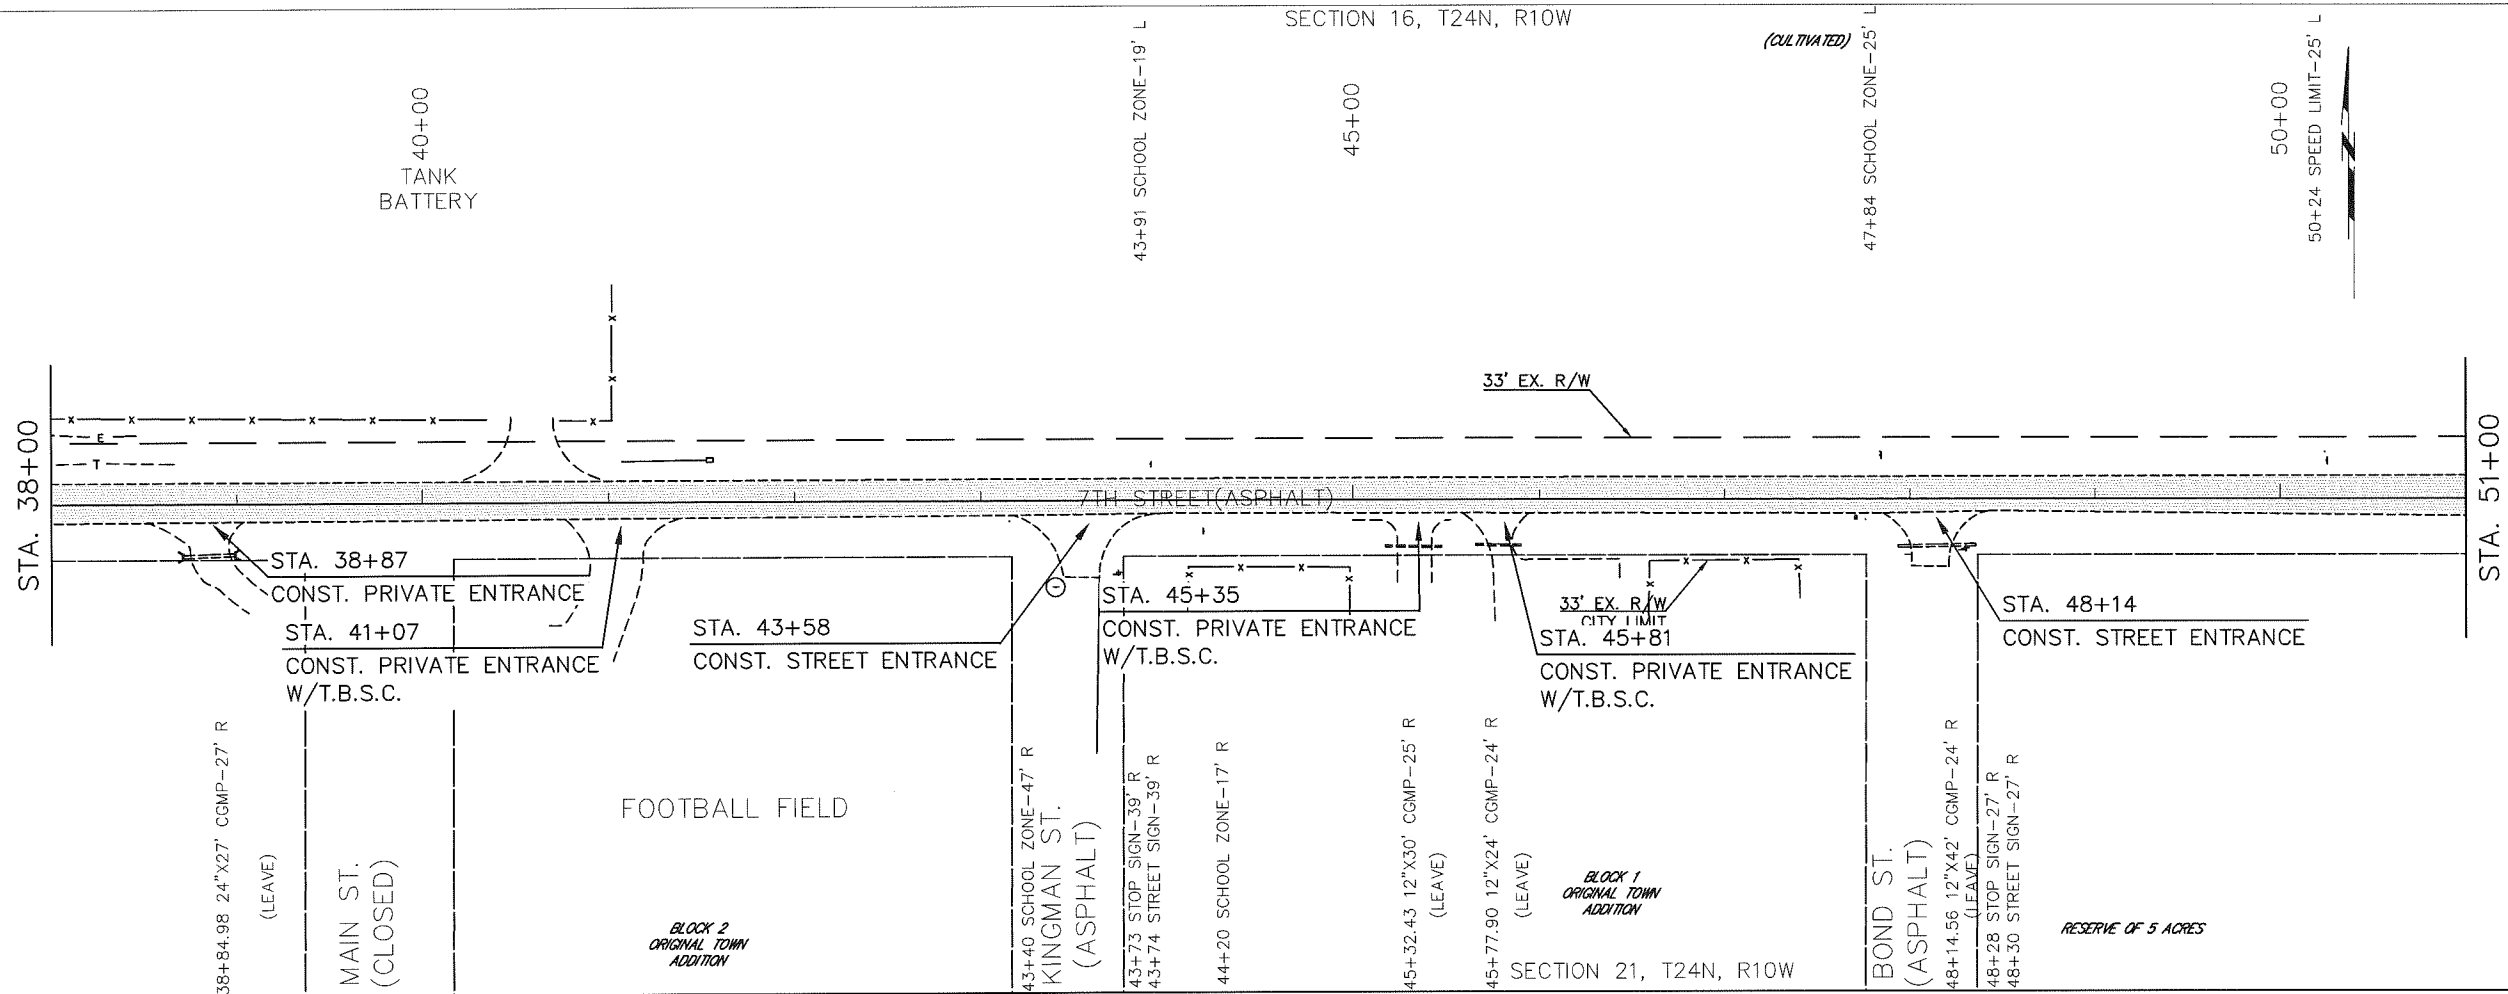 SECTION 16, T24N, R10W
(CULTIVATED)
40+00
TANK
BATTERY
43+91 SCHOOL ZONE-19' L
45+00
47+84 SCHOOL ZONE-25' L
50+00
50+24 SPEED LIMIT-25' L
33' EX. R/W
STA. 38+00
E
T
7TH STREET(ASPHALT)
STA. 51+00
STA. 38+87
CONST. PRIVATE ENTRANCE
STA. 41+07
CONST. PRIVATE ENTRANCE
W/T.B.S.C.
STA. 43+58
CONST. STREET ENTRANCE
STA. 45+35
CONST. PRIVATE ENTRANCE
W/T.B.S.C.
33' EX. R/W
CITY LIMIT
STA. 45+81
CONST. PRIVATE ENTRANCE
W/T.B.S.C.
STA. 48+14
CONST. STREET ENTRANCE
38+84.98 24"X27' CGMP-27' R
(LEAVE)
MAIN ST.
(CLOSED)
FOOTBALL FIELD
BLOCK 2
ORIGINAL TOWN
ADDITION
43+40 SCHOOL ZONE-47' R
KINGMAN ST.
(ASPHALT)
43+73 STOP SIGN-39' R
43+74 STREET SIGN-39' R
44+20 SCHOOL ZONE-17' R
45+32.43 12"X30' CGMP-25' R
(LEAVE)
45+77.90 12"X24' CGMP-24' R
(LEAVE)
BLOCK 1
ORIGINAL TOWN
ADDITION
SECTION 21, T24N, R10W
BOND ST.
(ASPHALT)
48+14.56 12"X42' CGMP-24' R
(LEAVE)
48+28 STOP SIGN-27' R
48+30 STREET SIGN-27' R
RESERVE OF 5 ACRES